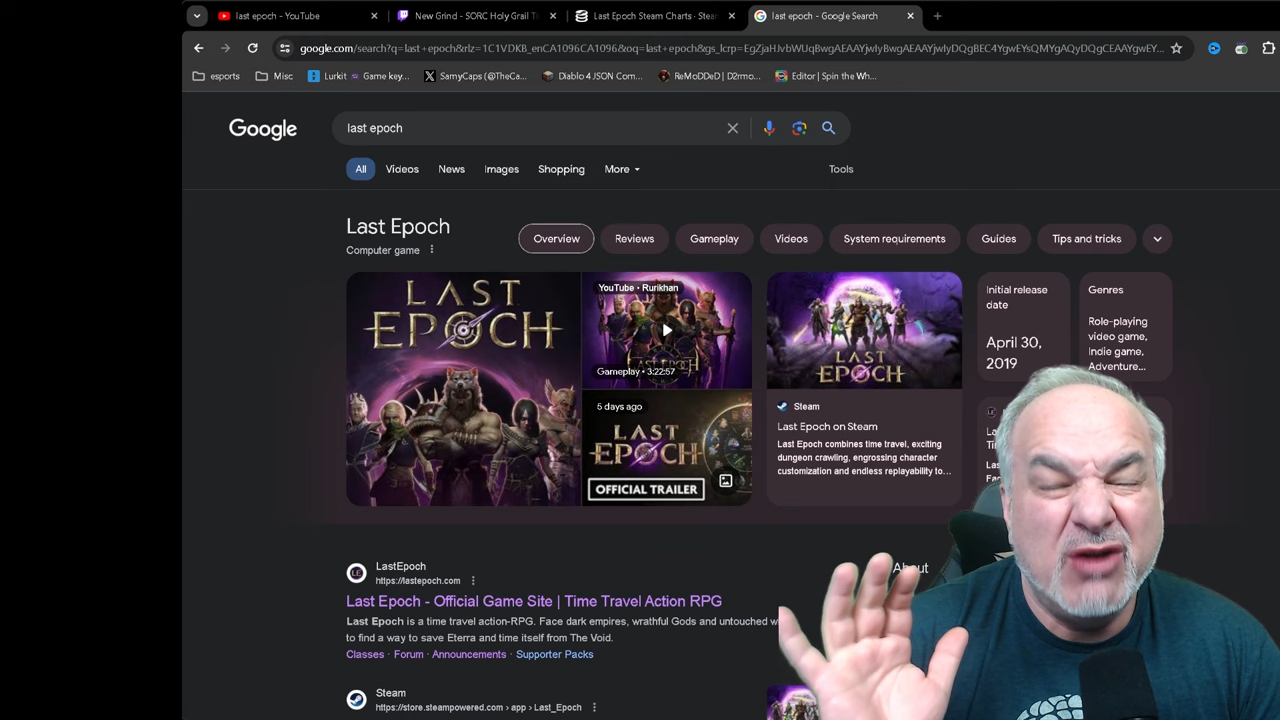 last epoch - YouTube
New Grind - SORC Holy Grail T
Last Epoch Steam Charts · Steam
last epoch - Google Search
google.com/search?q=last+epoch&rlz=1C1VDKB_enCA1096CA1096&oq=last+epoch&gs_lcrp=EgZjaHJvbWUqBwgAEAAYjwIyBwgAEAAYjwIyDQgBEC4YgwEYsQMYgAQyDQgCEAAYgwE...
esports
Misc
Lurkit
Game key...
SamyCaps (@TheCa...
Diablo 4 JSON Com...
ReMoDDeD | D2rmo...
Editor | Spin the Wh...
Google
last epoch
All
Videos
News
Images
Shopping
More
Tools
Last Epoch
Computer game
Overview
Reviews
Gameplay
Videos
System requirements
Guides
Tips and tricks
LAST
EPOCH
YouTube • Rurikhan
LAST EPOCH
Gameplay • 3:22:57
5 days ago
LAST
EPOCH
OFFICIAL TRAILER
LAST
EPOCH
Steam
Last Epoch on Steam
Last Epoch combines time travel, exciting
dungeon crawling, engrossing character
customization and endless replayability to...
Initial release
date
April 30,
2019
Genres
Role-playing
video game,
Indie game,
Adventure...
LE
LastEpoch
https://lastepoch.com
Last Epoch - Official Game Site | Time Travel Action RPG
Last Epoch is a time travel action-RPG. Face dark empires, wrathful Gods and untouched w
to find a way to save Eterra and time itself from The Void.
Classes · Forum · Announcements · Supporter Packs
About
Steam
https://store.steampowered.com › app › Last_Epoch